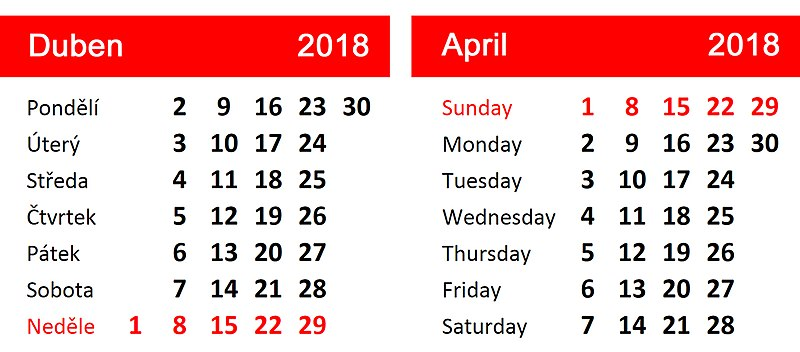 Duben 2018
Pondělí 2 9 16 23 30
Úterý 3 10 17 24
Středa 4 11 18 25
Čtvrtek 5 12 19 26
Pátek 6 13 20 27
Sobota 7 14 21 28
Neděle 1 8 15 22 29
April 2018
Sunday 1 8 15 22 29
Monday 2 9 16 23 30
Tuesday 3 10 17 24
Wednesday 4 11 18 25
Thursday 5 12 19 26
Friday 6 13 20 27
Saturday 7 14 21 28